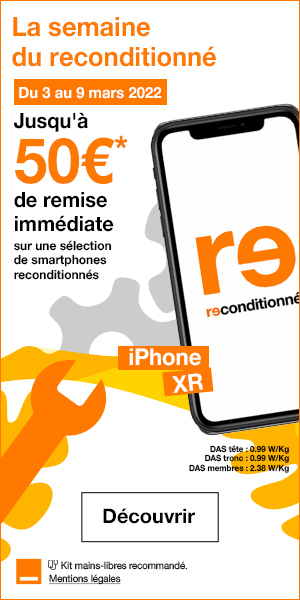 La semaine
du reconditionné
Du 3 au 9 mars 2022
Jusqu'à
50€*
de remise
immédiate
sur une sélection
de smartphones
reconditionnés
re
reconditionné
iPhone
XR
DAS tête : 0.99 W/Kg
DAS tronc : 0.99 W/Kg
DAS membres : 2.38 W/Kg
Découvrir
Kit mains-libres recommandé.
Mentions légales